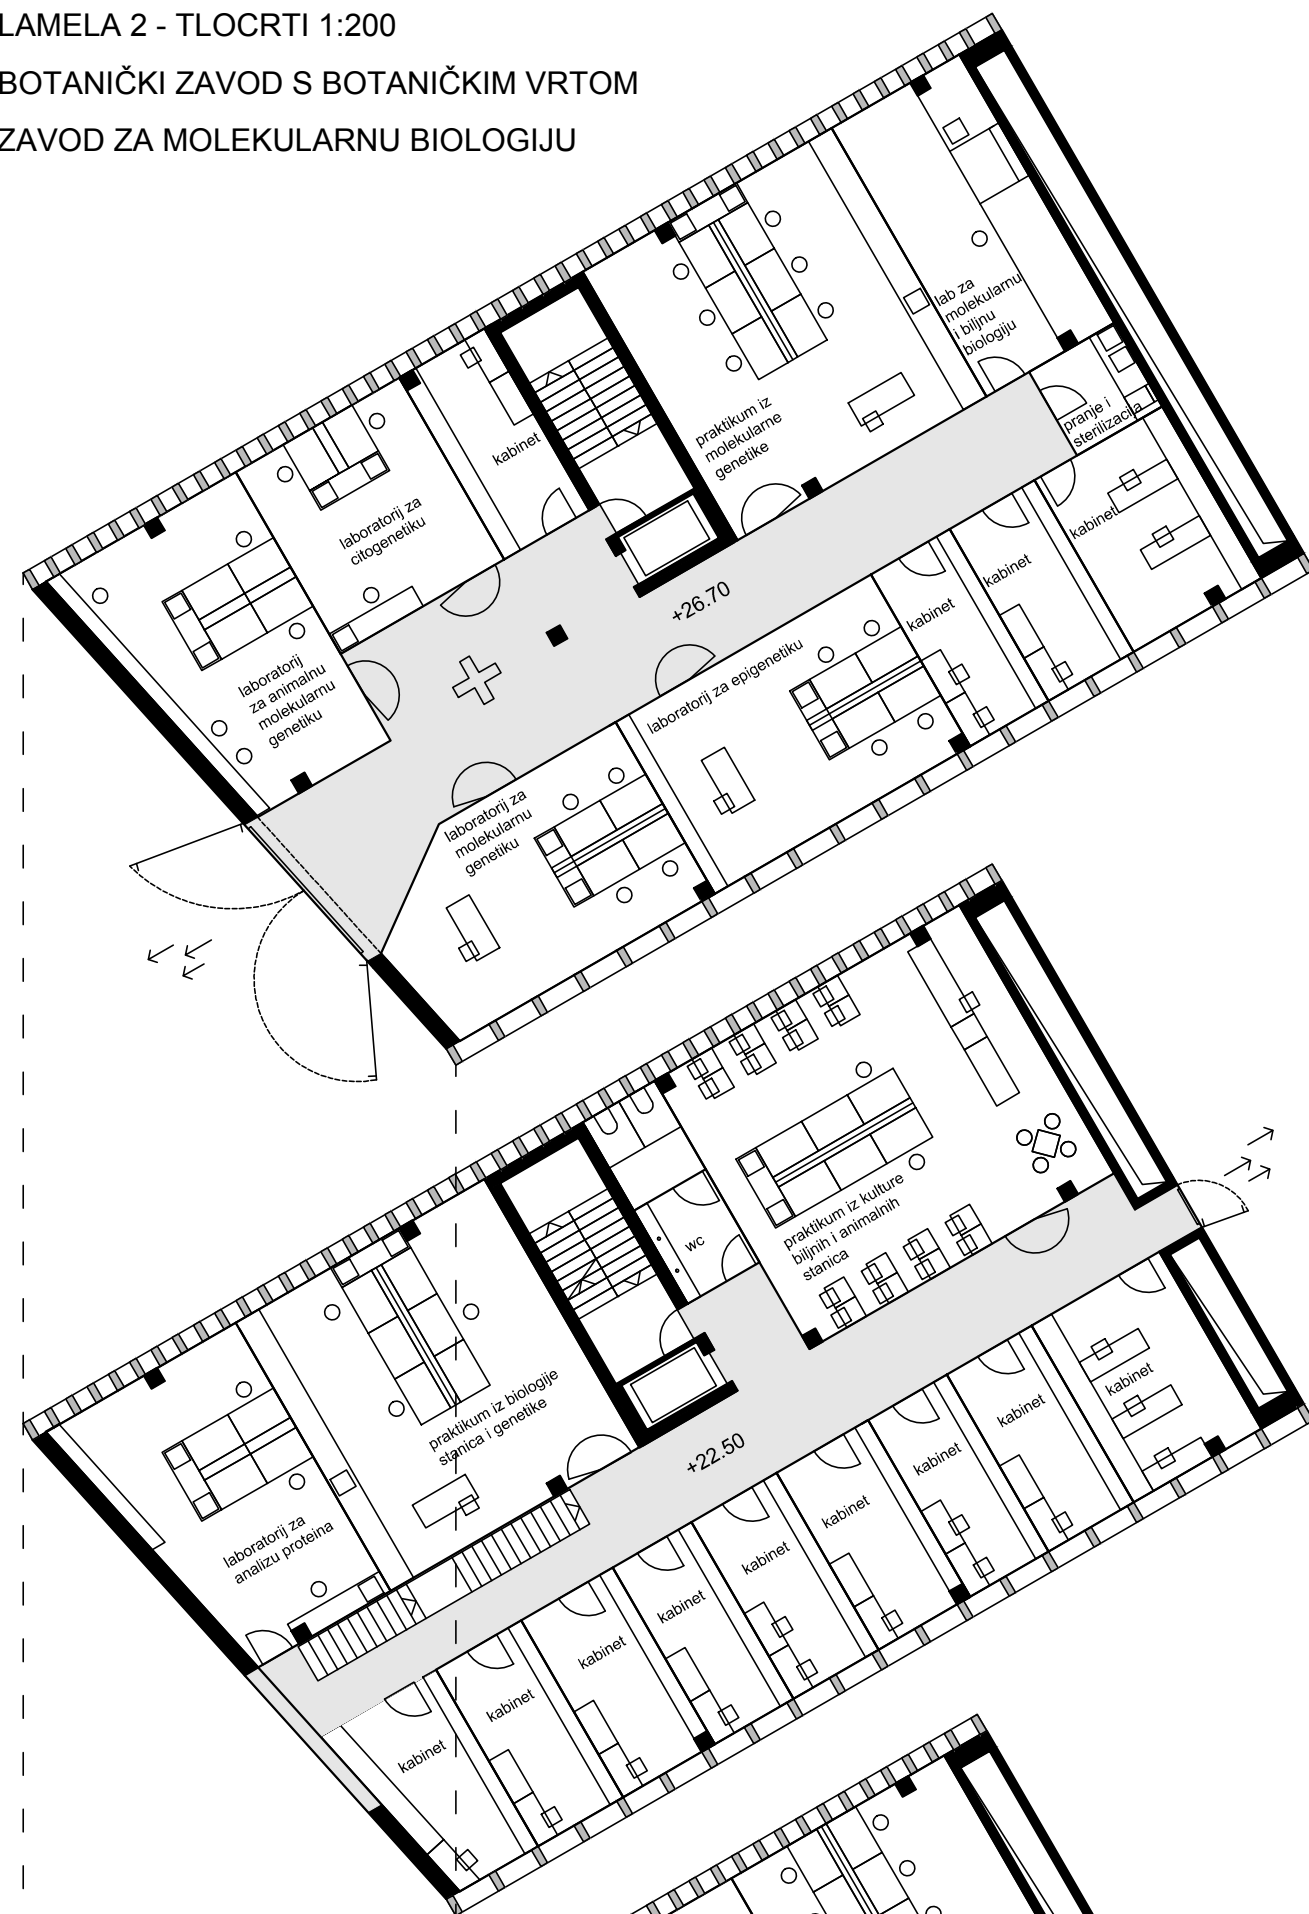 LAMELA 2 - TLOCRTI 1:200
BOTANIČKI ZAVOD S BOTANIČKIM VRTOM
ZAVOD ZA MOLEKULARNU BIOLOGIJU
lab za
molekularnu
i biljnu
biologiju
pranje i
sterilizacija
praktikum iz
molekularne
genetike
kabinet
laboratorij za
citogenetiku
kabinet
kabinet
kabinet
+26.70
laboratorij za epigenetiku
laboratorij
za animalnu
molekularnu
genetiku
laboratorij za
molekularnu
genetiku
praktikum iz kulture
biljnih i animalnih
stanica
wc
praktikum iz biologije
stanica i genetike
+22.50
laboratorij za
analizu proteina
kabinet
kabinet
kabinet
kabinet
kabinet
kabinet
kabinet
kabinet
kabinet